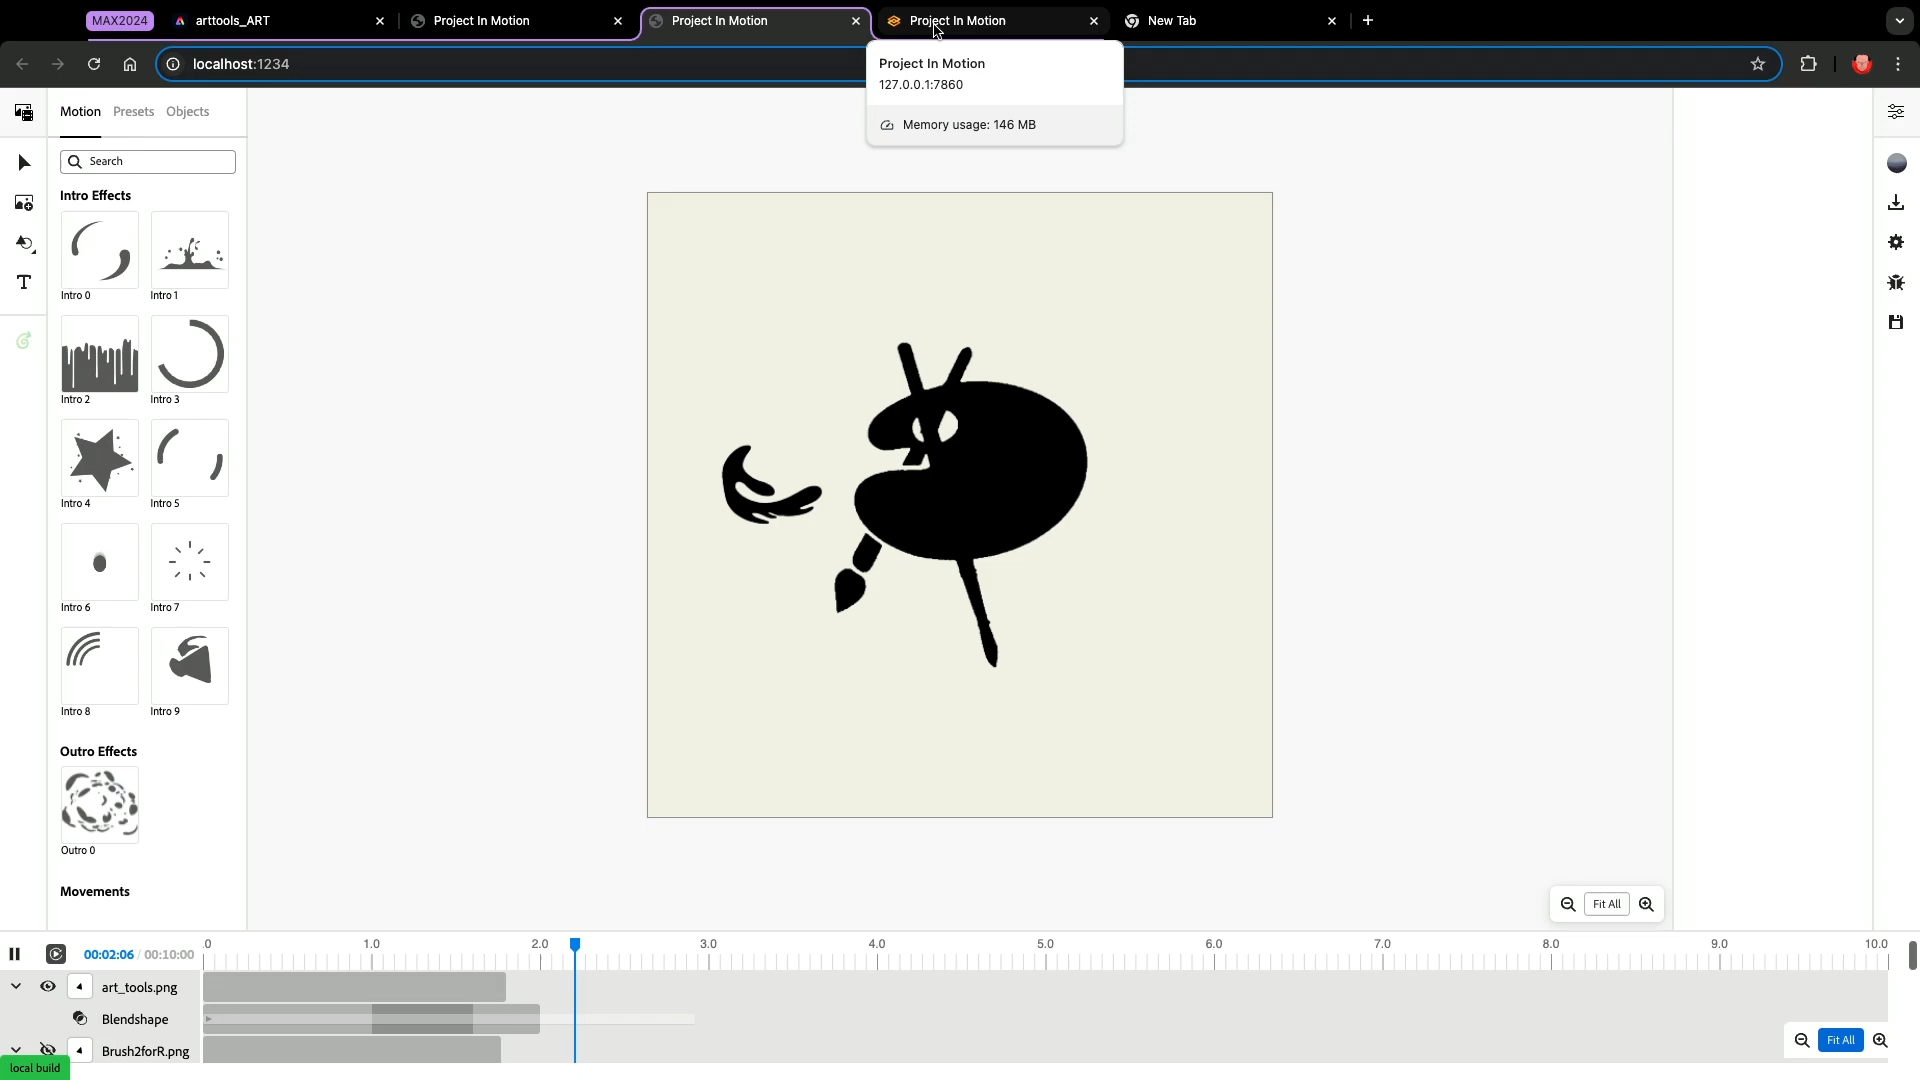 MAX2024
arttools_ART
Project In Motion
Project In Motion
Project In Motion
New Tab
localhost:1234
Project In Motion
127.0.0.1:7860
Memory usage: 146 MB
Motion
Presets
Objects
Search
Intro Effects
Intro 0
Intro 1
Intro 2
Intro 3
Intro 4
Intro 5
Intro 6
Intro 7
Intro 8
Intro 9
Outro Effects
Outro 0
Movements
Fit All
00:02:06 / 00:10:00
.0 1.0 2.0 3.0 4.0 5.0 6.0 7.0 8.0 9.0 10.0
art_tools.png
Blendshape
Brush2forR.png
Fit All
local build